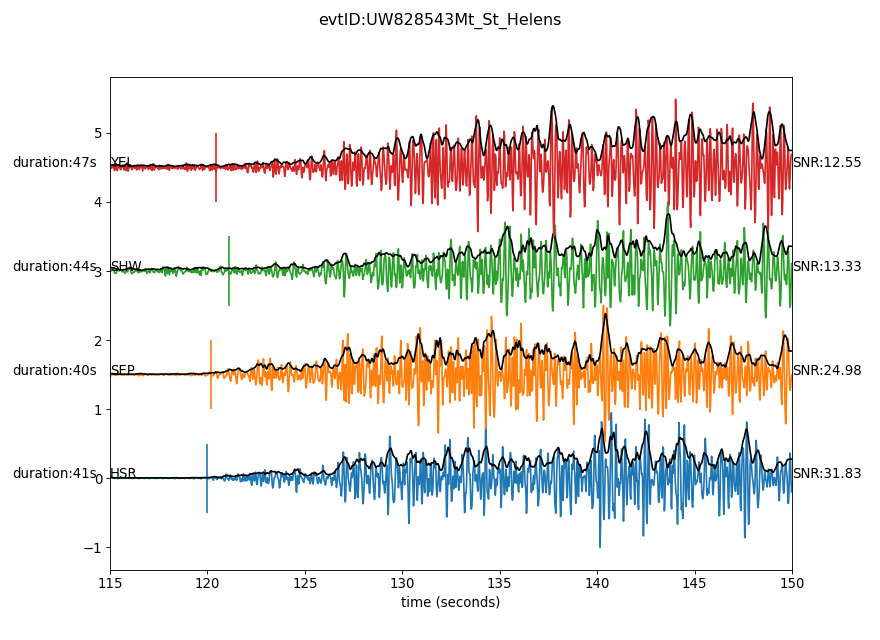 evtID:UW828543Mt_St_Helens
5
duration:47s YEL SNR:12.55
4
duration:44s SHW SNR:13.33
3
2
duration:40s SEP SNR:24.98
1
duration:41s HSR SNR:31.83
0
−1
115 120 125 130 135 140 145 150
time (seconds)